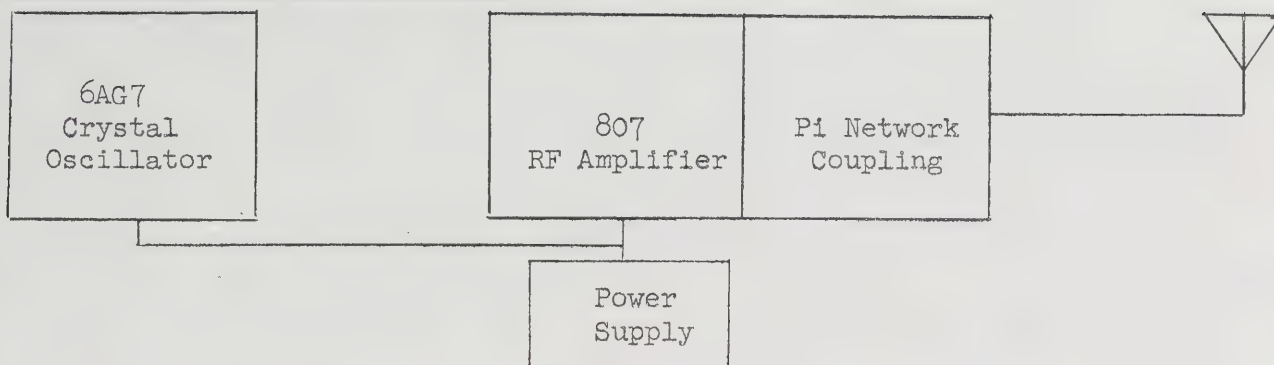 6AG7
Crystal
Oscillator
807
RF Amplifier
Pi Network
Coupling
Power
Supply